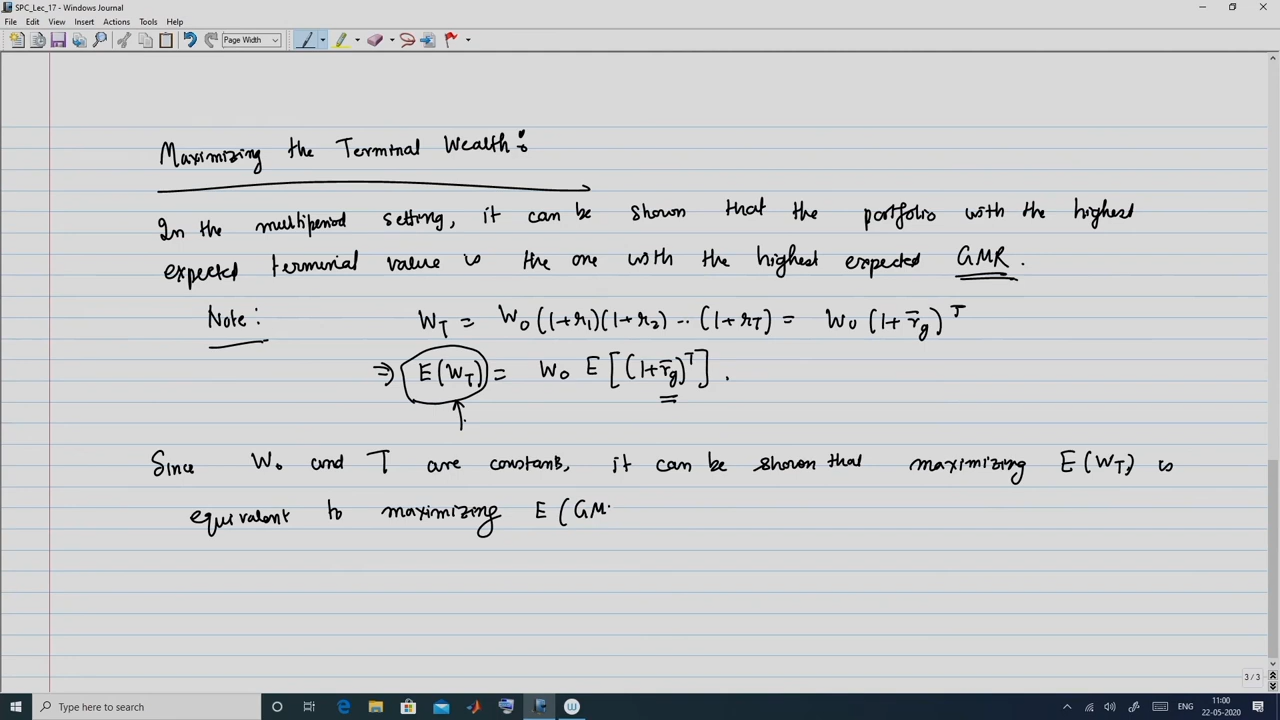 SPC_Lec_17 - Windows Journal
File Edit View Insert Actions Tools Help
Page Width
Maximizing the Terminal Wealth:
In the multiperiod setting, it can be shown that the portfolio with the highest
expected terminal value is the one with the highest expected GMR.
Note: W_T = W_0 (1+r_1)(1+r_2) ·· (1+r_T) = W_0 (1+r̄_g)^T
⇒ E(W_T) = W_0 E[(1+r̄_g)^T].
Since W_0 and T are constants, it can be shown that maximizing E(W_T) is
equivalent to maximizing E(GM
3/3
Type here to search
ENG
11:00
22-05-2020